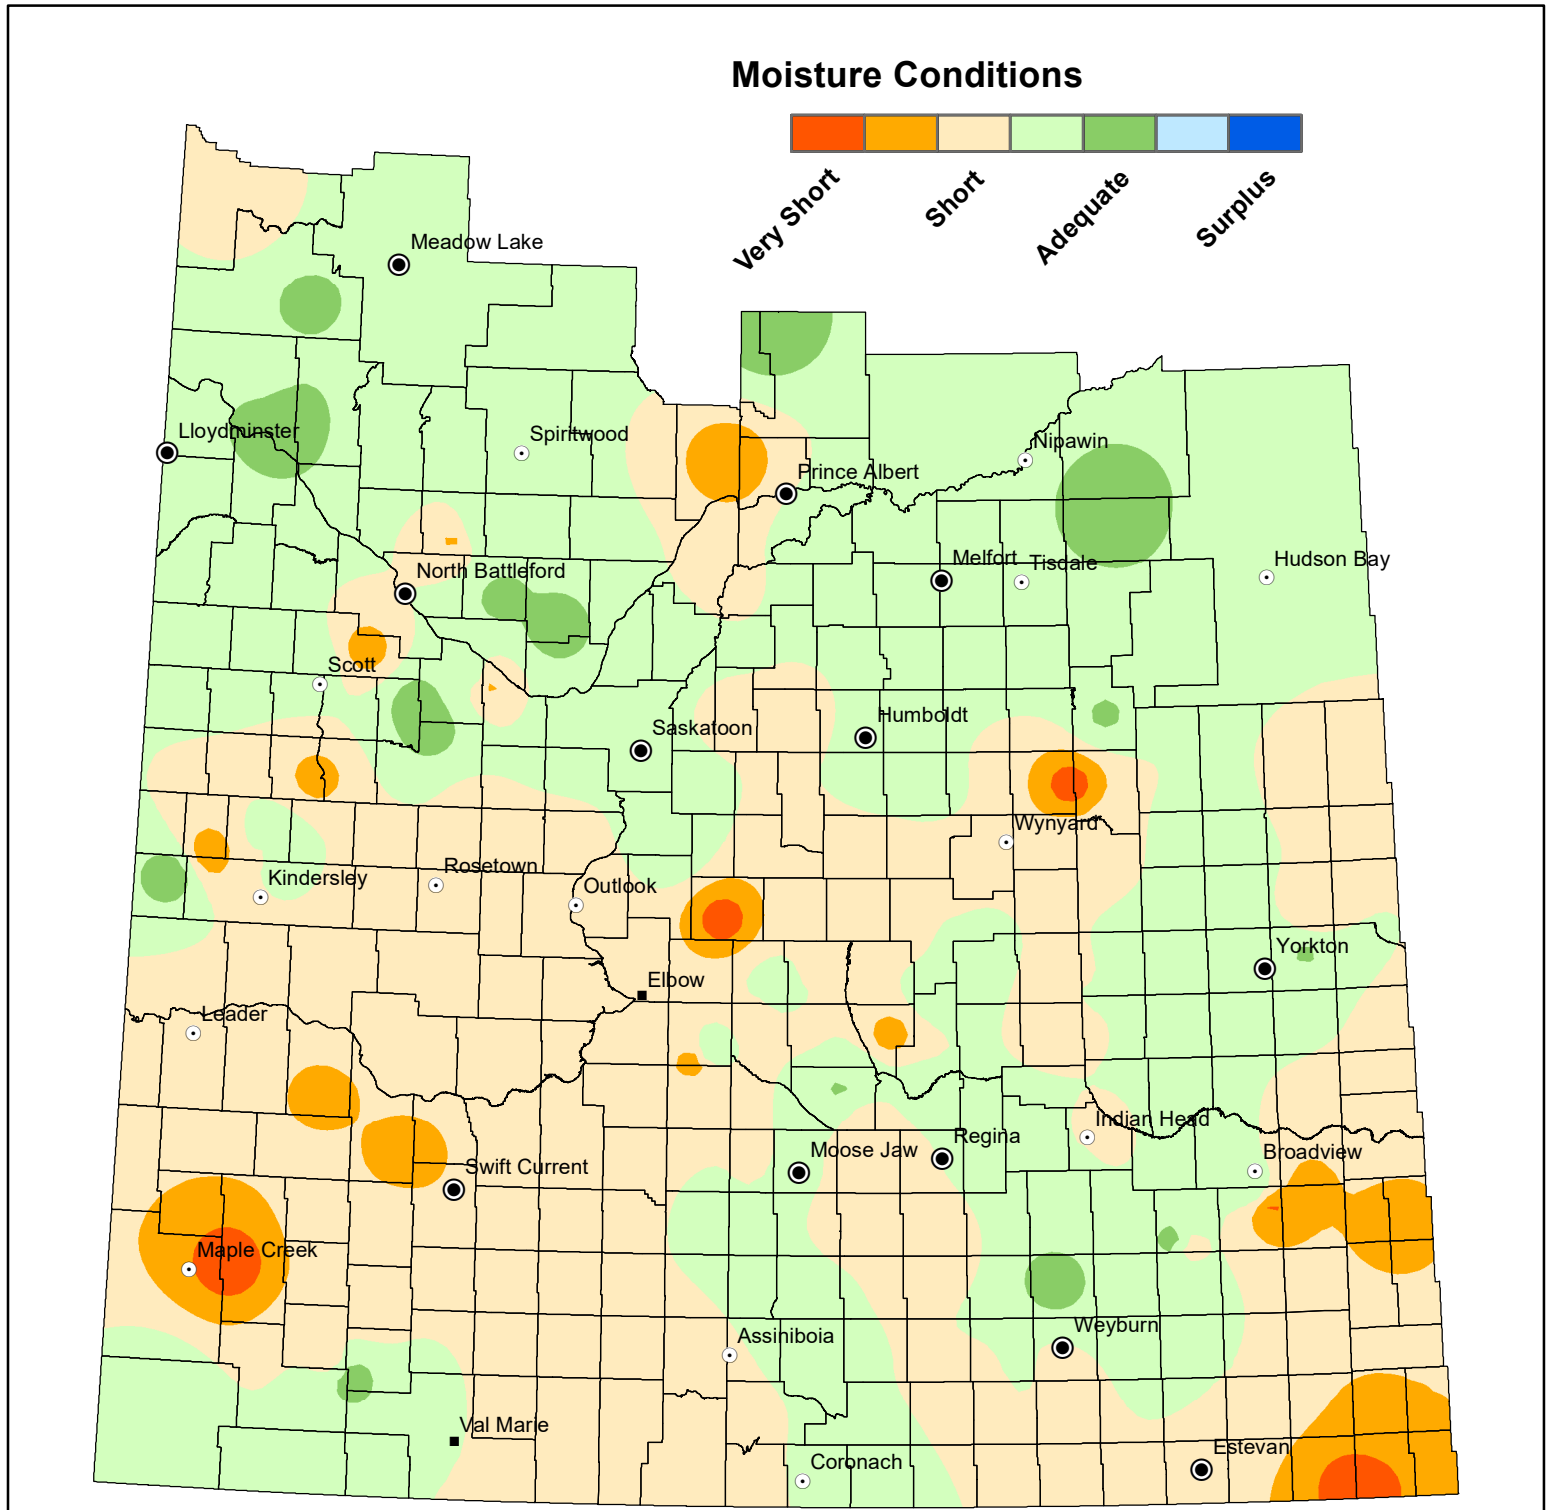 Moisture Conditions
Very Short
Short
Adequate
Surplus
Meadow Lake
Lloydminster
Spiritwood
Nipawin
Prince Albert
North Battleford
Melfort
Tisdale
Hudson Bay
Scott
Saskatoon
Humboldt
Wynyard
Kindersley
Rosetown
Outlook
Yorkton
Elbow
Leader
Indian Head
Regina
Moose Jaw
Broadview
Swift Current
Maple Creek
Assiniboia
Weyburn
Val Marie
Estevan
Coronach